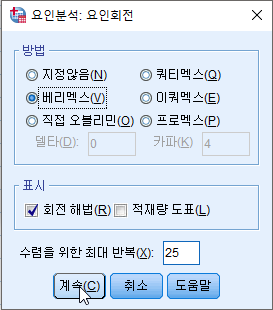 요인분석: 요인회전
방법
지정않음(N) 쿼티멕스(Q)
베리멕스(V) 이쿼멕스(E)
직접 오블리민(O) 프로멕스(P)
델타(D): 0 카파(K) 4
표시
회전 해법(R) 적재량 도표(L)
수렴을 위한 최대 반복(X): 25
계속(C) 취소 도움말